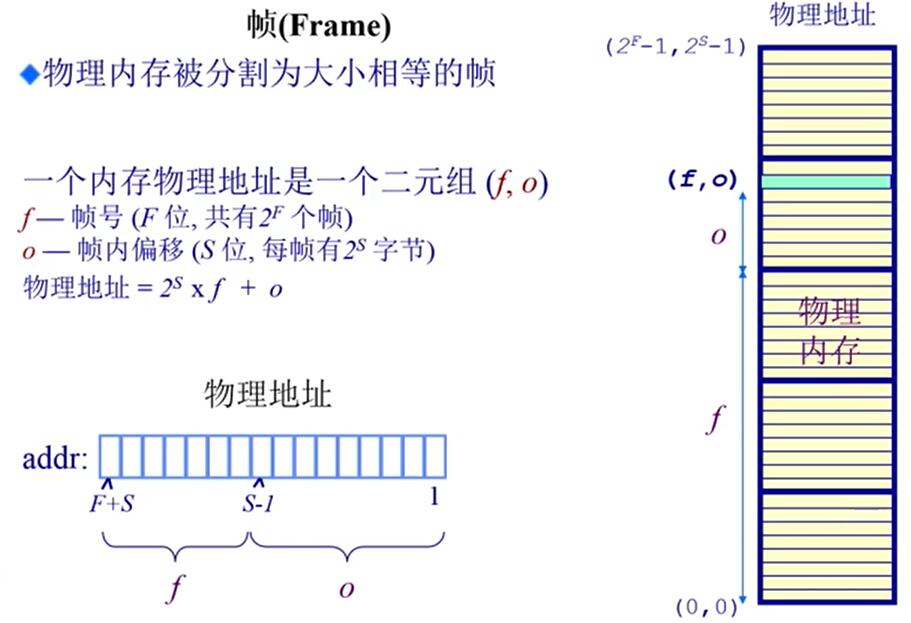 帧(Frame)
物理内存被分割为大小相等的帧
一个内存物理地址是一个二元组 (f, o)
f — 帧号 (F 位, 共有2^F 个帧)
o — 帧内偏移 (S 位, 每帧有2^S 字节)
物理地址 = 2^S x f + o
物理地址
addr:
F+S
S-1
1
f
o
物理地址
(2^F-1,2^S-1)
(f,o)
o
物理
内存
f
(0,0)